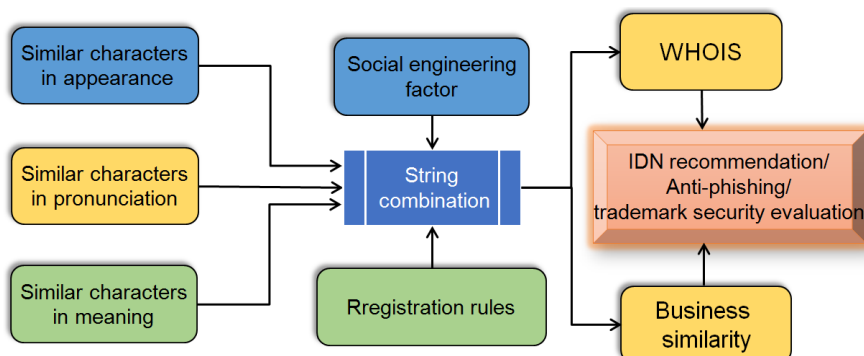 Similar characters
in appearance
Similar characters
in pronunciation
Similar characters
in meaning
Social engineering
factor
String
combination
Rregistration rules
WHOIS
IDN recommendation/
Anti-phishing/
trademark security evaluation
Business
similarity